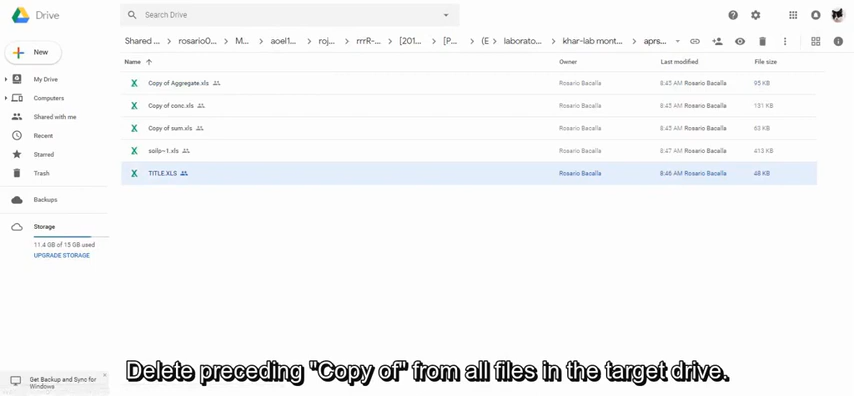 Drive
Search Drive
New
Shared ... > rosario0... > M... > aoel1... > roj... > rrrR-... > [201... > [P... > (E > laborato... > khar-lab mont... > aprs...
Name Owner Last modified File size
My Drive
Computers
Shared with me
Recent
Starred
Trash
Backups
Storage
11.4 GB of 15 GB used
UPGRADE STORAGE
Copy of Aggregate.xls Rosario Bacalla 8:45 AM Rosario Bacalla 95 KB
Copy of conc.xls Rosario Bacalla 8:45 AM Rosario Bacalla 131 KB
Copy of sum.xls Rosario Bacalla 8:45 AM Rosario Bacalla 63 KB
soilp~1.xls Rosario Bacalla 8:47 AM Rosario Bacalla 413 KB
TITLE.XLS Rosario Bacalla 8:46 AM Rosario Bacalla 48 KB
Get Backup and Sync for
Windows
Delete preceding "Copy of" from all files in the target drive.